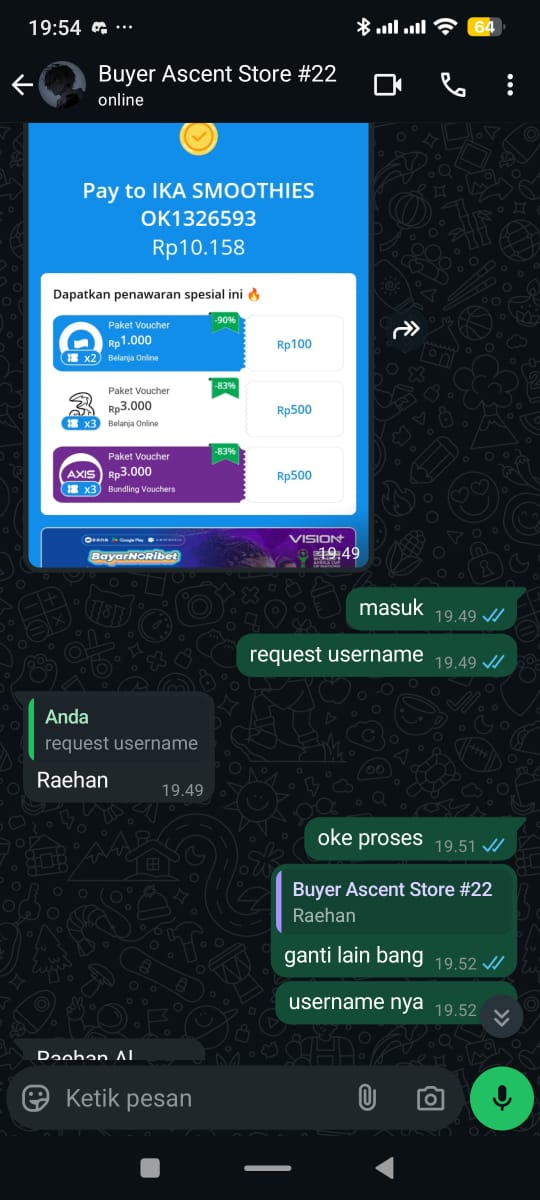 19:54
64
Buyer Ascent Store #22
online
Pay to IKA SMOOTHIES
OK1326593
Rp10.158
Dapatkan penawaran spesial ini 🔥
-90%
Paket Voucher
Rp1.000
x2
Belanja Online
Rp100
-83%
Paket Voucher
Rp3.000
x3
Belanja Online
Rp500
-83%
Paket Voucher
AXIS
Rp3.000
x3
Bundling Vouchers
Rp500
Google Play
VISION+
BayarNoRibet
19.49
masuk 19.49
request username 19.49
Anda
request username
Raehan 19.49
oke proses 19.51
Buyer Ascent Store #22
Raehan
ganti lain bang 19.52
username nya 19.52
Raehan Al
Ketik pesan